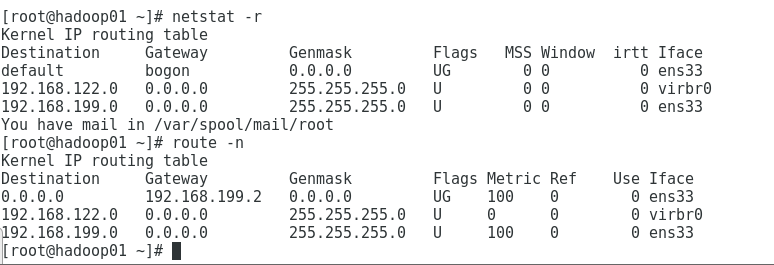 [root@hadoop01 ~]# netstat -r
Kernel IP routing table
Destination     Gateway         Genmask         Flags   MSS Window  irtt Iface
default         bogon           0.0.0.0         UG        0 0          0 ens33
192.168.122.0   0.0.0.0         255.255.255.0   U         0 0          0 virbr0
192.168.199.0   0.0.0.0         255.255.255.0   U         0 0          0 ens33
You have mail in /var/spool/mail/root
[root@hadoop01 ~]# route -n
Kernel IP routing table
Destination     Gateway         Genmask         Flags Metric Ref    Use Iface
0.0.0.0         192.168.199.2   0.0.0.0         UG    100    0        0 ens33
192.168.122.0   0.0.0.0         255.255.255.0   U     0      0        0 virbr0
192.168.199.0   0.0.0.0         255.255.255.0   U     100    0        0 ens33
[root@hadoop01 ~]#